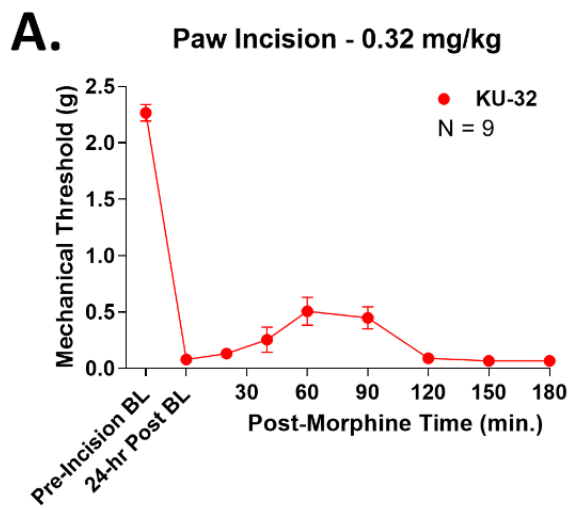 A.
Paw Incision - 0.32 mg/kg
KU-32
N = 9
Mechanical Threshold (g)
2.5
2.0
1.5
1.0
0.5
0.0
30 60 90 120 150 180
Pre-Incision BL
24-hr Post BL
Post-Morphine Time (min.)